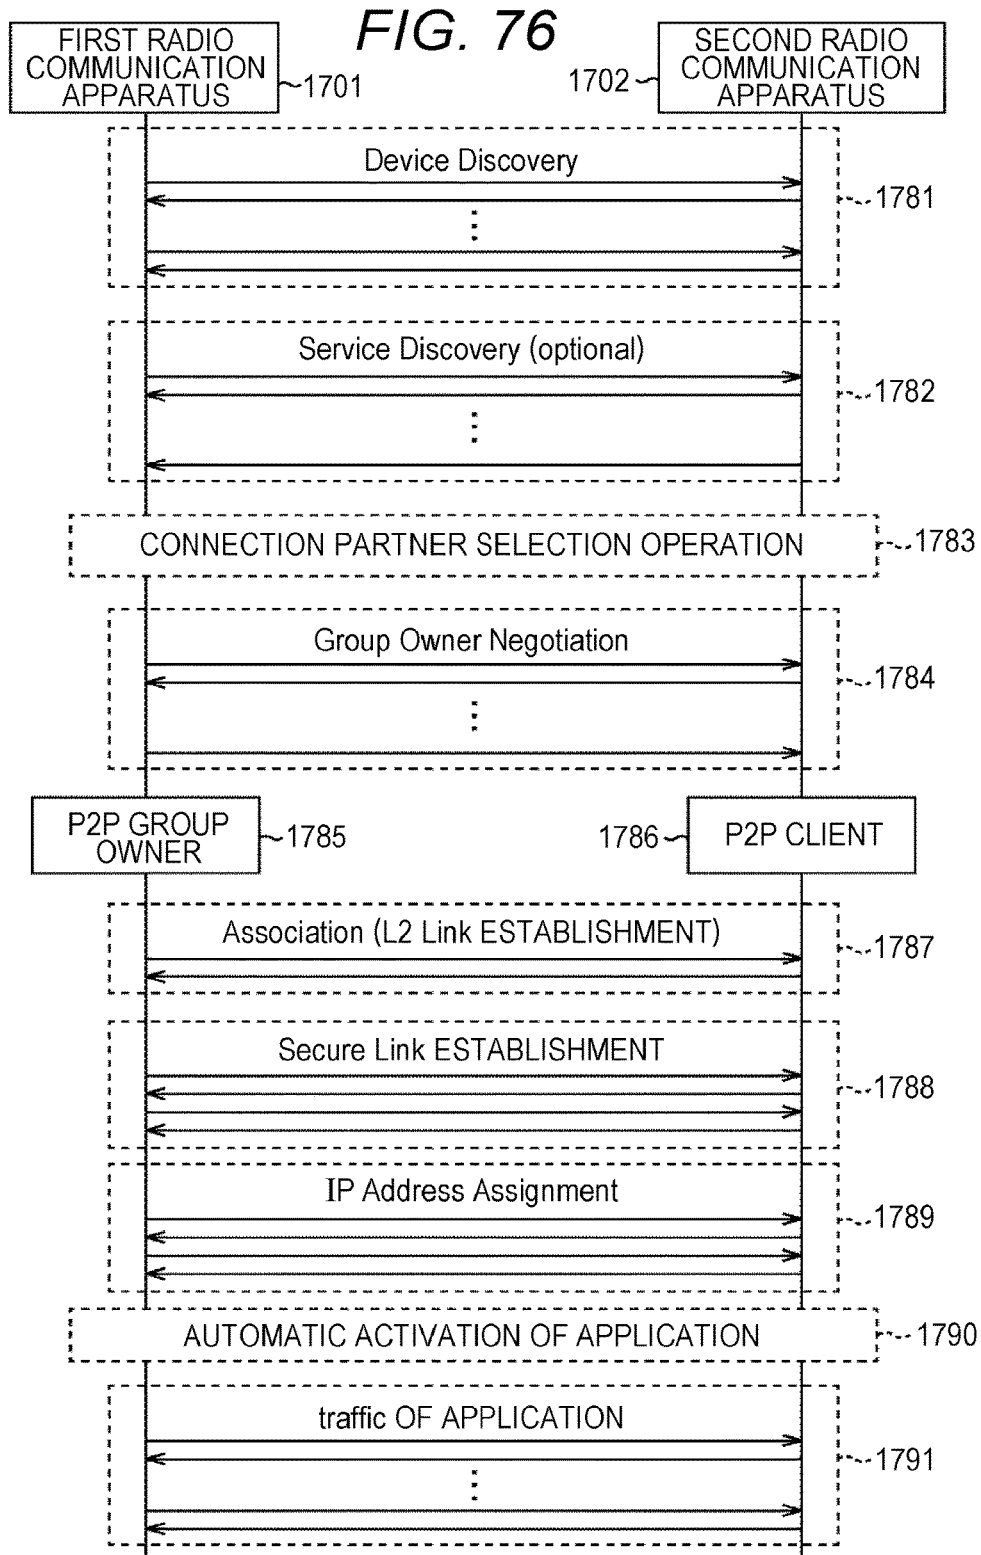 FIG. 76
FIRST RADIO
COMMUNICATION
APPARATUS
1701
1702
SECOND RADIO
COMMUNICATION
APPARATUS
Device Discovery
1781
Service Discovery (optional)
1782
CONNECTION PARTNER SELECTION OPERATION
1783
Group Owner Negotiation
1784
P2P GROUP
OWNER
1785
1786
P2P CLIENT
Association (L2 Link ESTABLISHMENT)
1787
Secure Link ESTABLISHMENT
1788
IP Address Assignment
1789
AUTOMATIC ACTIVATION OF APPLICATION
1790
traffic OF APPLICATION
1791